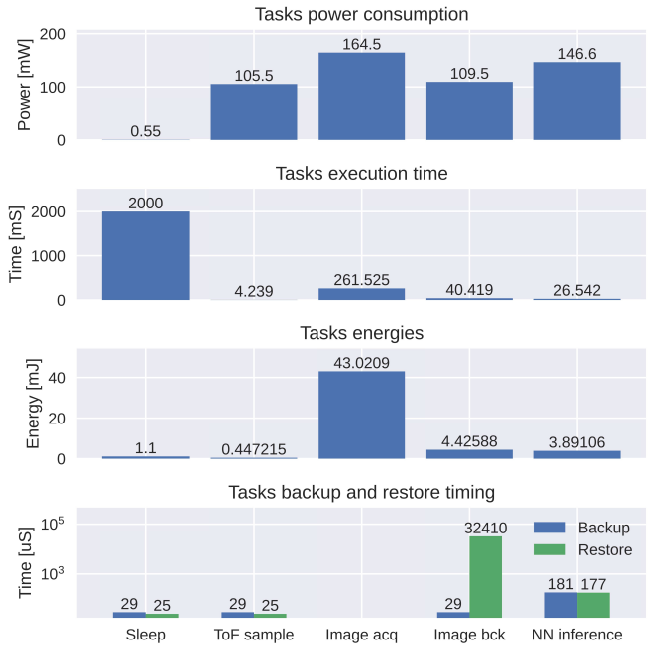 Tasks power consumption
Power [mW]
200
100
0
0.55
105.5
164.5
109.5
146.6
Tasks execution time
Time [mS]
2000
1000
0
2000
4.239
261.525
40.419
26.542
Tasks energies
Energy [mJ]
40
20
0
1.1
0.447215
43.0209
4.42588
3.89106
Tasks backup and restore timing
Time [uS]
10^5
10^3
29 25
29 25
29 32410
181 177
Backup
Restore
Sleep ToF sample Image acq Image bck NN inference